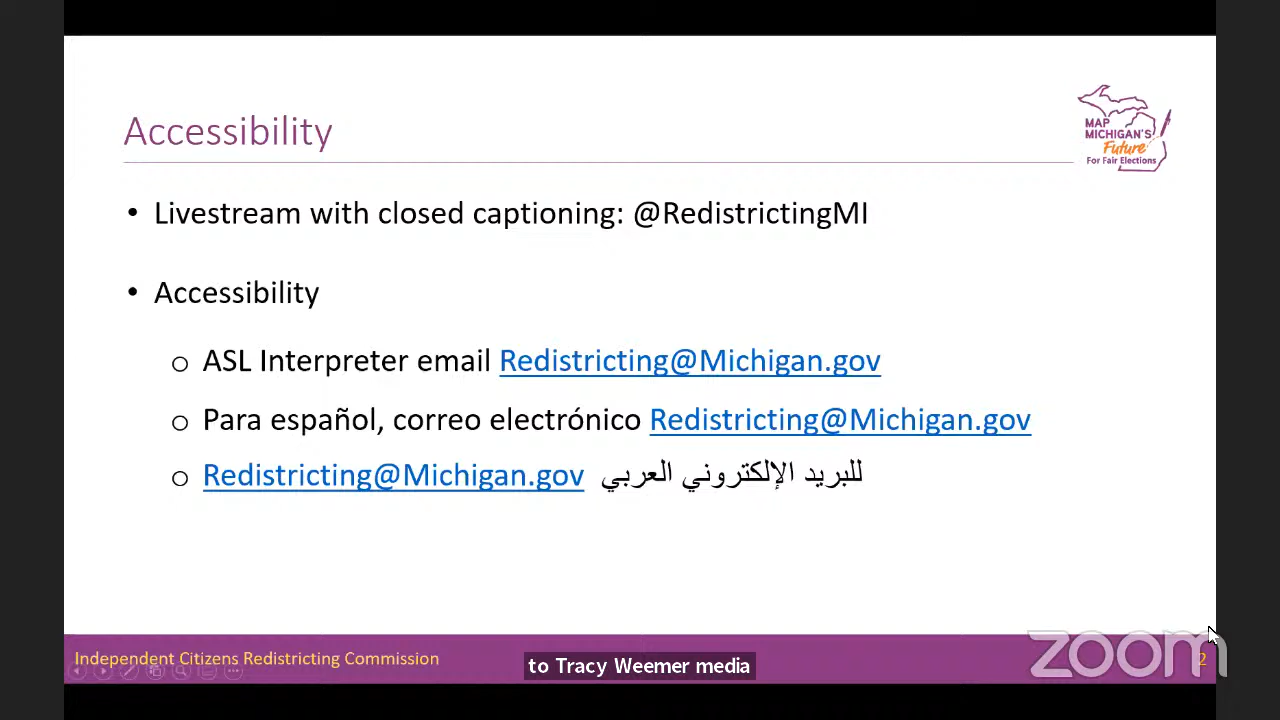 Accessibility
MAP
MICHIGAN'S
Future
For Fair Elections
• Livestream with closed captioning: @RedistrictingMI
• Accessibility
o ASL Interpreter email Redistricting@Michigan.gov
o Para español, correo electrónico Redistricting@Michigan.gov
o Redistricting@Michigan.gov للبريد الإلكتروني العربي
Independent Citizens Redistricting Commission
to Tracy Weemer media
zoom
2